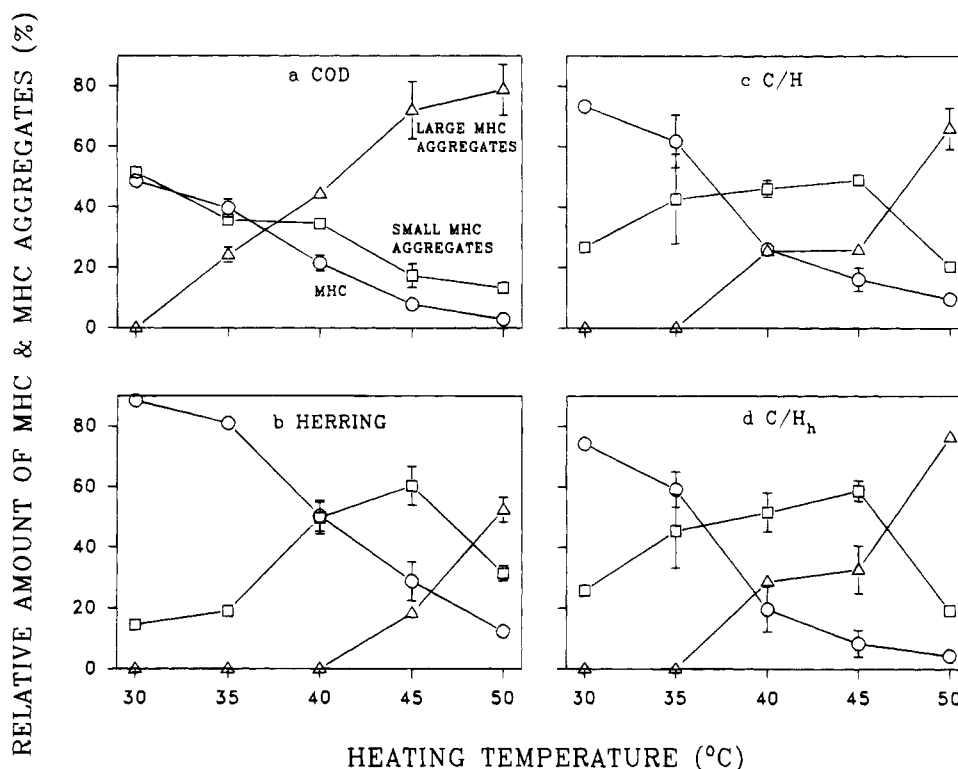 RELATIVE AMOUNT OF MHC & MHC AGGREGATES (%)
a COD
80
60
40
20
0
LARGE MHC
AGGREGATES
SMALL MHC
AGGREGATES
MHC
c C/H
b HERRING
80
60
40
20
0
30 35 40 45 50
d C/Hh
30 35 40 45 50
HEATING TEMPERATURE (°C)